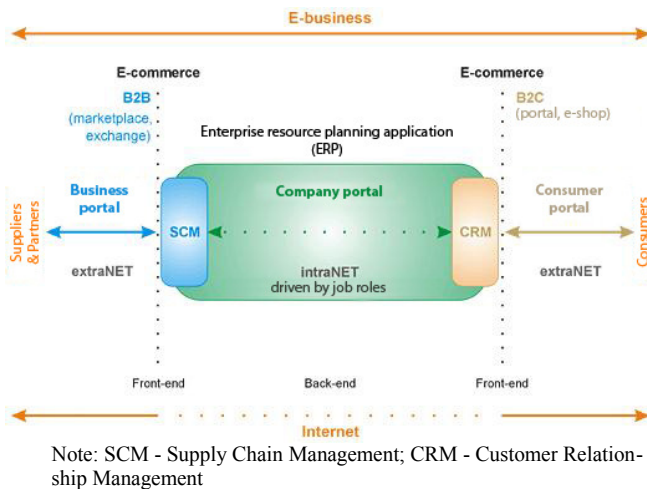 E-business
E-commerce
E-commerce
B2B
(marketplace,
exchange)
B2C
(portal, e-shop)
Enterprise resource planning application
(ERP)
Suppliers
& Partners
Business
portal
SCM
Company portal
CRM
Consumer
portal
Consumers
extraNET
intraNET
driven by job roles
extraNET
Front-end
Back-end
Front-end
Internet
Note: SCM - Supply Chain Management; CRM - Customer Relation-
ship Management